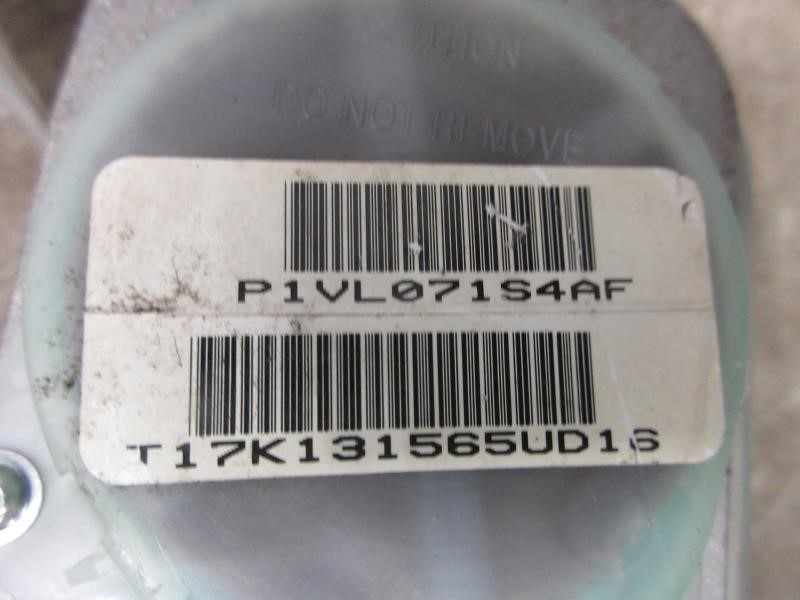 CAUTION
DO NOT REMOVE
P1VL071S4AF
T17K131565UD16